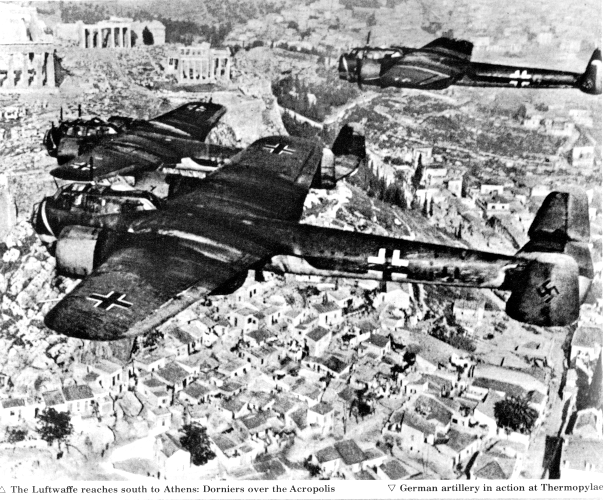 △ The Luftwaffe reaches south to Athens: Dorniers over the Acropolis
▽ German artillery in action at Thermopylae